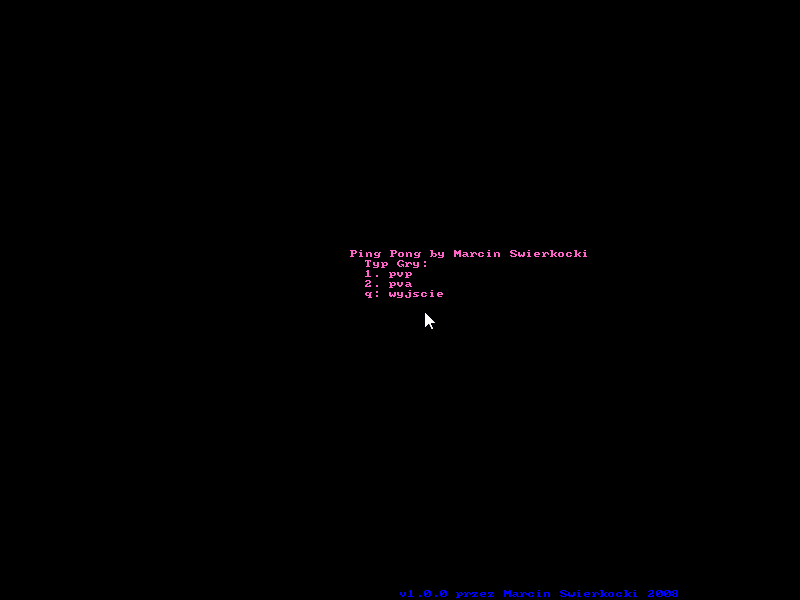 Ping Pong by Marcin Swierkocki
Typ Gry:
1. pvp
2. pva
q: wyjscie
v1.0.0 przez Marcin Swierkocki 2008